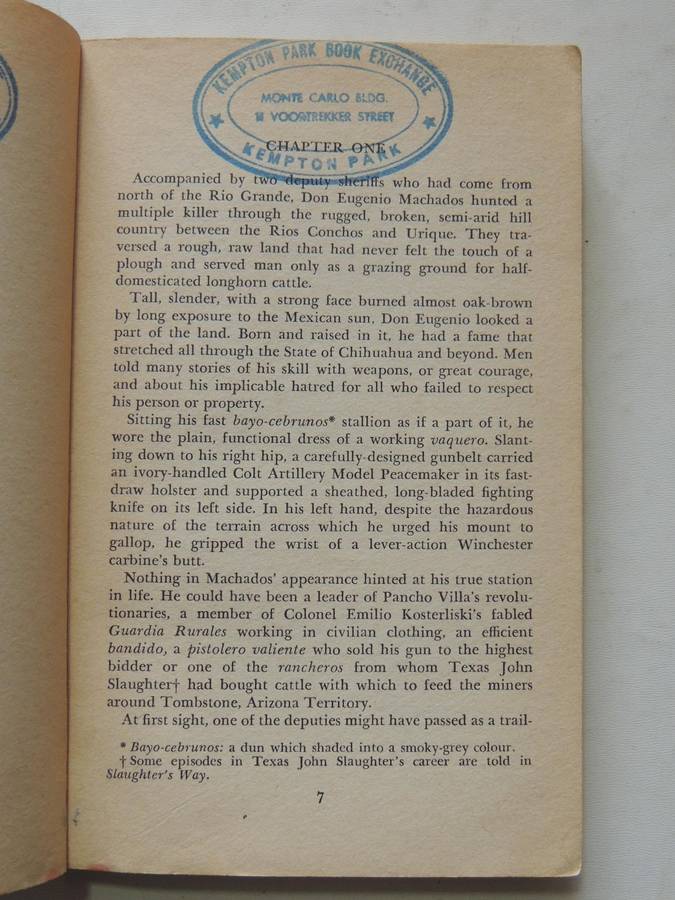 KEMPTON PARK BOOK EXCHANGE
MONTE CARLO BLDG.
VOORTREKKER STREET
KEMPTON PARK
CHAPTER ONE
Accompanied by two deputy sheriffs who had come from
north of the Rio Grande, Don Eugenio Machados hunted a
multiple killer through the rugged, broken, semi-arid hill
country between the Rios Conchos and Urique. They tra-
versed a rough, raw land that had never felt the touch of a
plough and served man only as a grazing ground for half-
domesticated longhorn cattle.
Tall, slender, with a strong face burned almost oak-brown
by long exposure to the Mexican sun, Don Eugenio looked a
part of the land. Born and raised in it, he had a fame that
stretched all through the State of Chihuahua and beyond. Men
told many stories of his skill with weapons, or great courage,
and about his implicable hatred for all who failed to respect
his person or property.
Sitting his fast bayo-cebrunos* stallion as if a part of it, he
wore the plain, functional dress of a working vaquero. Slant-
ing down to his right hip, a carefully-designed gunbelt carried
an ivory-handled Colt Artillery Model Peacemaker in its fast-
draw holster and supported a sheathed, long-bladed fighting
knife on its left side. In his left hand, despite the hazardous
nature of the terrain across which he urged his mount to
gallop, he gripped the wrist of a lever-action Winchester
carbine's butt.
Nothing in Machados' appearance hinted at his true station
in life. He could have been a leader of Pancho Villa's revolu-
tionaries, a member of Colonel Emilio Kosterliski's fabled
Guardia Rurales working in civilian clothing, an efficient
bandido, a pistolero valiente who sold his gun to the highest
bidder or one of the rancheros from whom Texas John
Slaughter† had bought cattle with which to feed the miners
around Tombstone, Arizona Territory.
At first sight, one of the deputies might have passed as a trail-
* Bayo-cebrunos: a dun which shaded into a smoky-grey colour.
† Some episodes in Texas John Slaughter's career are told in
Slaughter's Way.
7